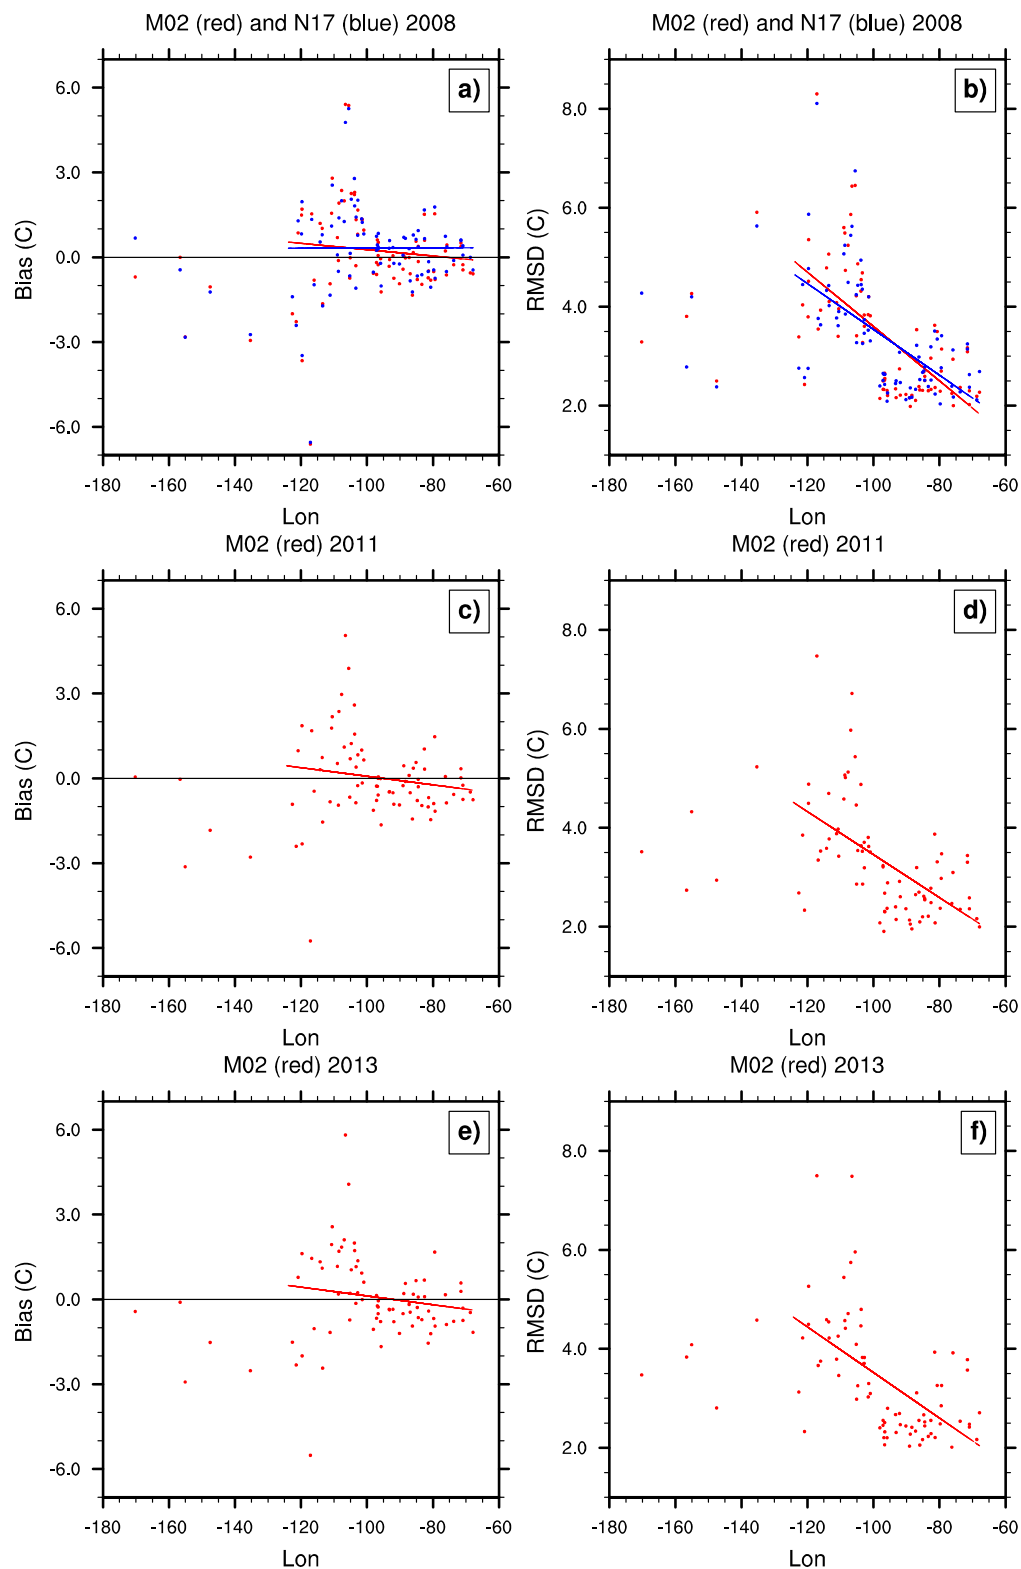 M02 (red) and N17 (blue) 2008
M02 (red) and N17 (blue) 2008
a)
6.0
3.0
0.0
-3.0
-6.0
Bias (C)
-180 -160 -140 -120 -100 -80 -60
Lon
b)
8.0
6.0
4.0
2.0
RMSD (C)
-180 -160 -140 -120 -100 -80 -60
Lon
M02 (red) 2011
M02 (red) 2011
c)
6.0
3.0
0.0
-3.0
-6.0
Bias (C)
-180 -160 -140 -120 -100 -80 -60
Lon
d)
8.0
6.0
4.0
2.0
RMSD (C)
-180 -160 -140 -120 -100 -80 -60
Lon
M02 (red) 2013
M02 (red) 2013
e)
6.0
3.0
0.0
-3.0
-6.0
Bias (C)
-180 -160 -140 -120 -100 -80 -60
Lon
f)
8.0
6.0
4.0
2.0
RMSD (C)
-180 -160 -140 -120 -100 -80 -60
Lon